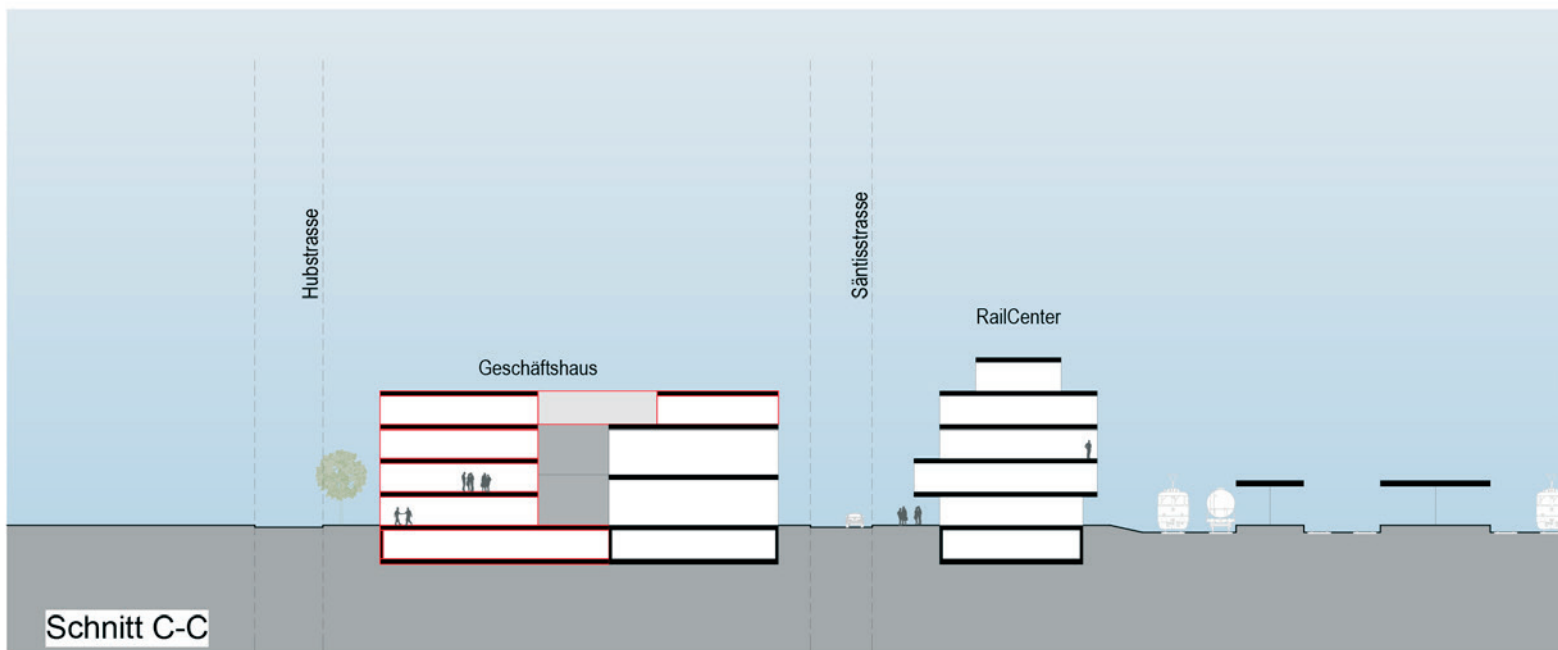 Hubstrasse
Säntisstrasse
RailCenter
Geschäftshaus
Schnitt C-C